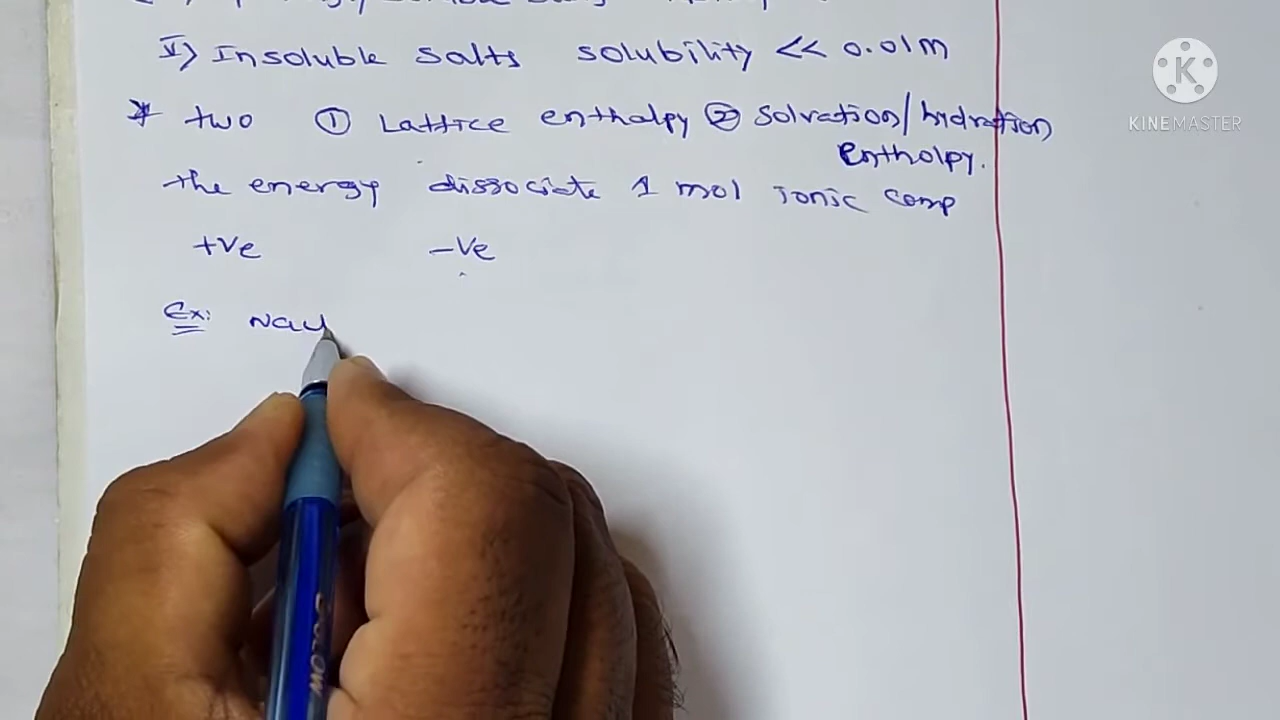 II) Insoluble salts solubility << 0.01M
* two ① Lattice enthalpy ② solvation/hydration
enthalpy.
the energy dissociate 1 mol ionic comp
+ve -ve
Ex: NaCl
K
KINEMASTER